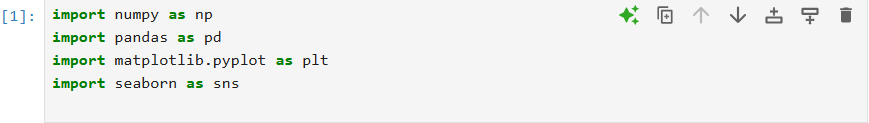 [1]: import numpy as np
import pandas as pd
import matplotlib.pyplot as plt
import seaborn as sns